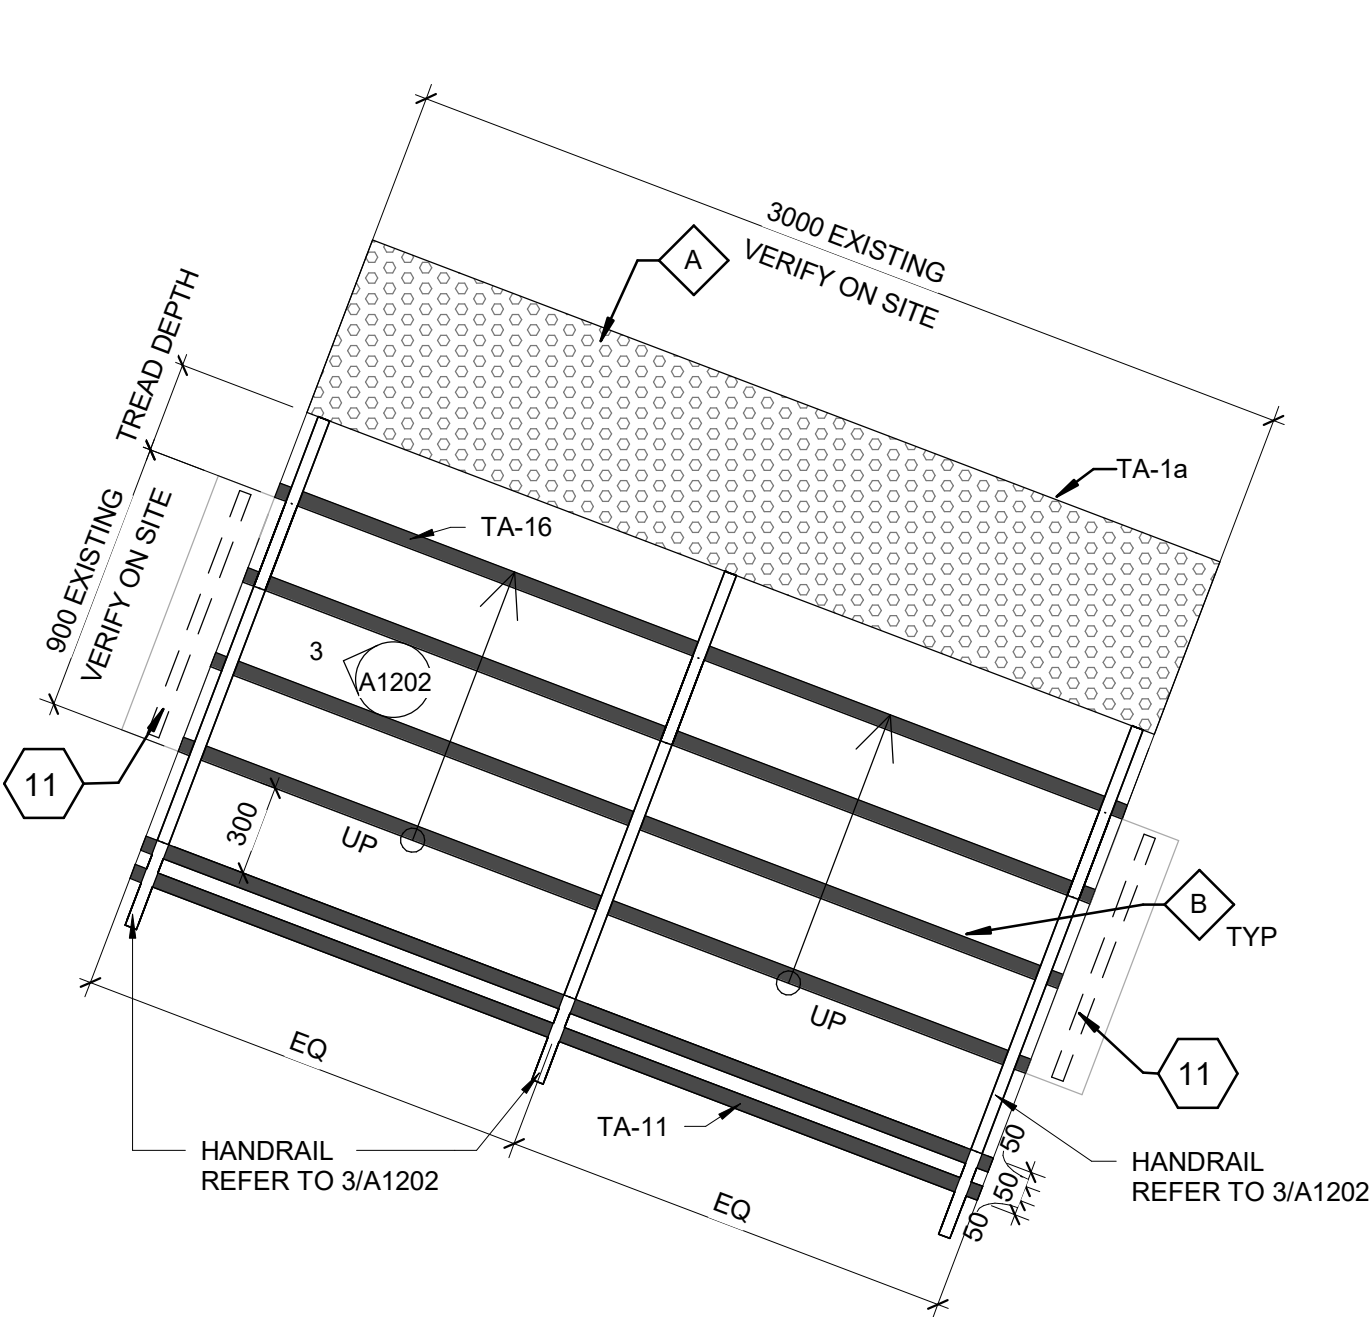 3000 EXISTING
VERIFY ON SITE
A
TREAD DEPTH
TA-1a
900 EXISTING
VERIFY ON SITE
TA-16
3
A1202
11
300
UP
B
TYP
UP
EQ
11
TA-11
HANDRAIL
REFER TO 3/A1202
50
50
50
HANDRAIL
REFER TO 3/A1202
EQ